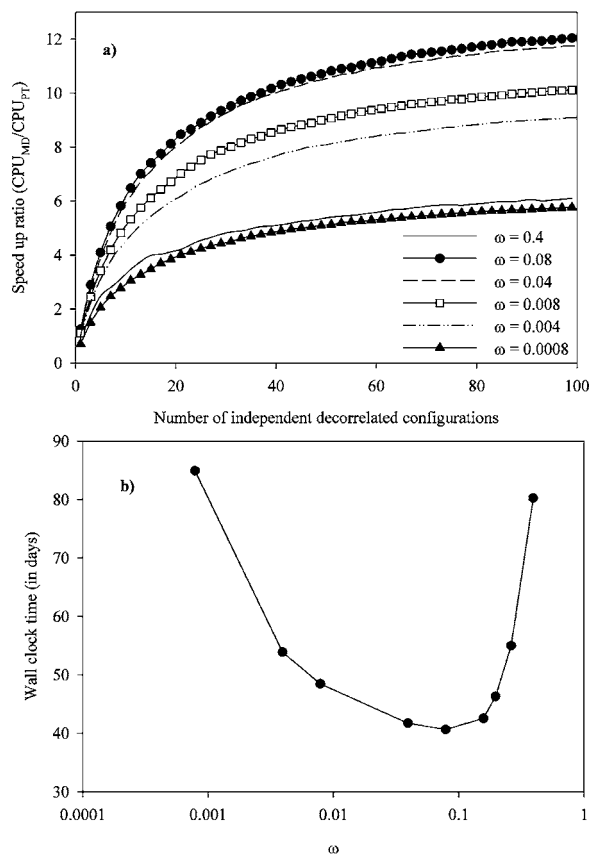 a)
Speed up ratio (CPU_MD/CPU_PT)
12
10
8
6
4
2
0
ω = 0.4
ω = 0.08
ω = 0.04
ω = 0.008
ω = 0.004
ω = 0.0008
0 20 40 60 80 100
Number of independent decorrelated configurations
b)
Wall clock time (in days)
90
80
70
60
50
40
30
0.0001 0.001 0.01 0.1 1
ω